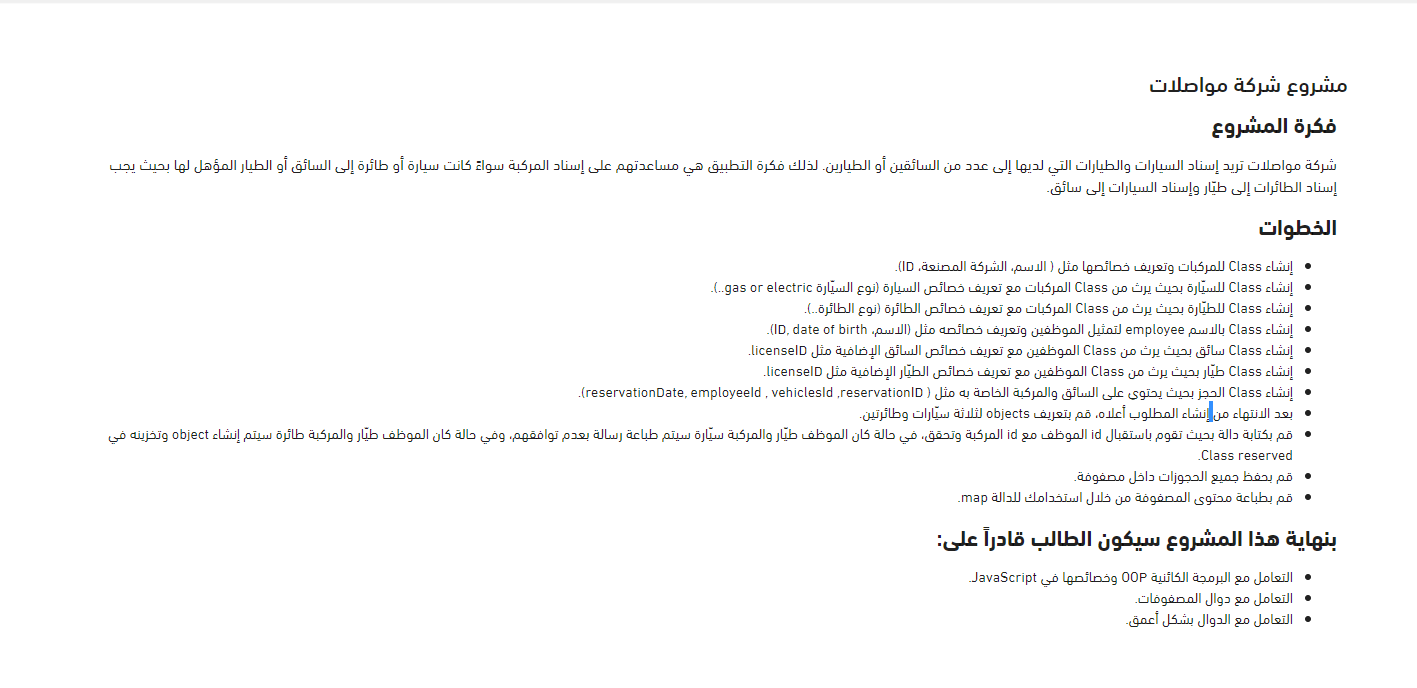 مشروع شركة مواصلات
فكرة المشروع
شركة مواصلات تريد إسناد السيارات والطيارات التي لديها إلى عدد من السائقين أو الطيارين. لذلك فكرة التطبيق هي مساعدتهم على إسناد المركبة سواءً كانت سيارة أو طائرة إلى السائق أو الطيار المؤهل لها بحيث يجب
إسناد الطائرات إلى طيّار وإسناد السيارات إلى سائق.
الخطوات
إنشاء Class للمركبات وتعريف خصائصها مثل ( الاسم، الشركة المصنعة، ID).
إنشاء Class للسيّارة بحيث يرث من Class المركبات مع تعريف خصائص السيارة (نوع السيّارة gas or electric..).
إنشاء Class للطيّارة بحيث يرث من Class المركبات مع تعريف خصائص الطائرة (نوع الطائرة..).
إنشاء Class بالاسم employee لتمثيل الموظفين وتعريف خصائصه مثل (الاسم، ID, date of birth).
إنشاء Class سائق بحيث يرث من Class الموظفين مع تعريف خصائص السائق الإضافية مثل licenseID.
إنشاء Class طيّار بحيث يرث من Class الموظفين مع تعريف خصائص الطيّار الإضافية مثل licenseID.
إنشاء Class الحجز بحيث يحتوي على السائق والمركبة الخاصة به مثل ( reservationDate, employeeId , vehiclesId ,reservationID).
بعد الانتهاء من إنشاء المطلوب أعلاه، قم بتعريف objects لثلاثة سيّارات وطائرتين.
قم بكتابة دالة بحيث تقوم باستقبال id الموظف مع id المركبة وتحقق، في حالة كان الموظف طيّار والمركبة سيّارة سيتم طباعة رسالة بعدم توافقهم، وفي حالة كان الموظف طيّار والمركبة طائرة سيتم إنشاء object وتخزينه في
Class reserved.
قم بحفظ جميع الحجوزات داخل مصفوفة.
قم بطباعة محتوى المصفوفة من خلال استخدامك للدالة map.
بنهاية هذا المشروع سيكون الطالب قادراً على:
التعامل مع البرمجة الكائنية OOP وخصائصها في JavaScriptـ.
التعامل مع دوال المصفوفات.
التعامل مع الدوال بشكل أعمق.